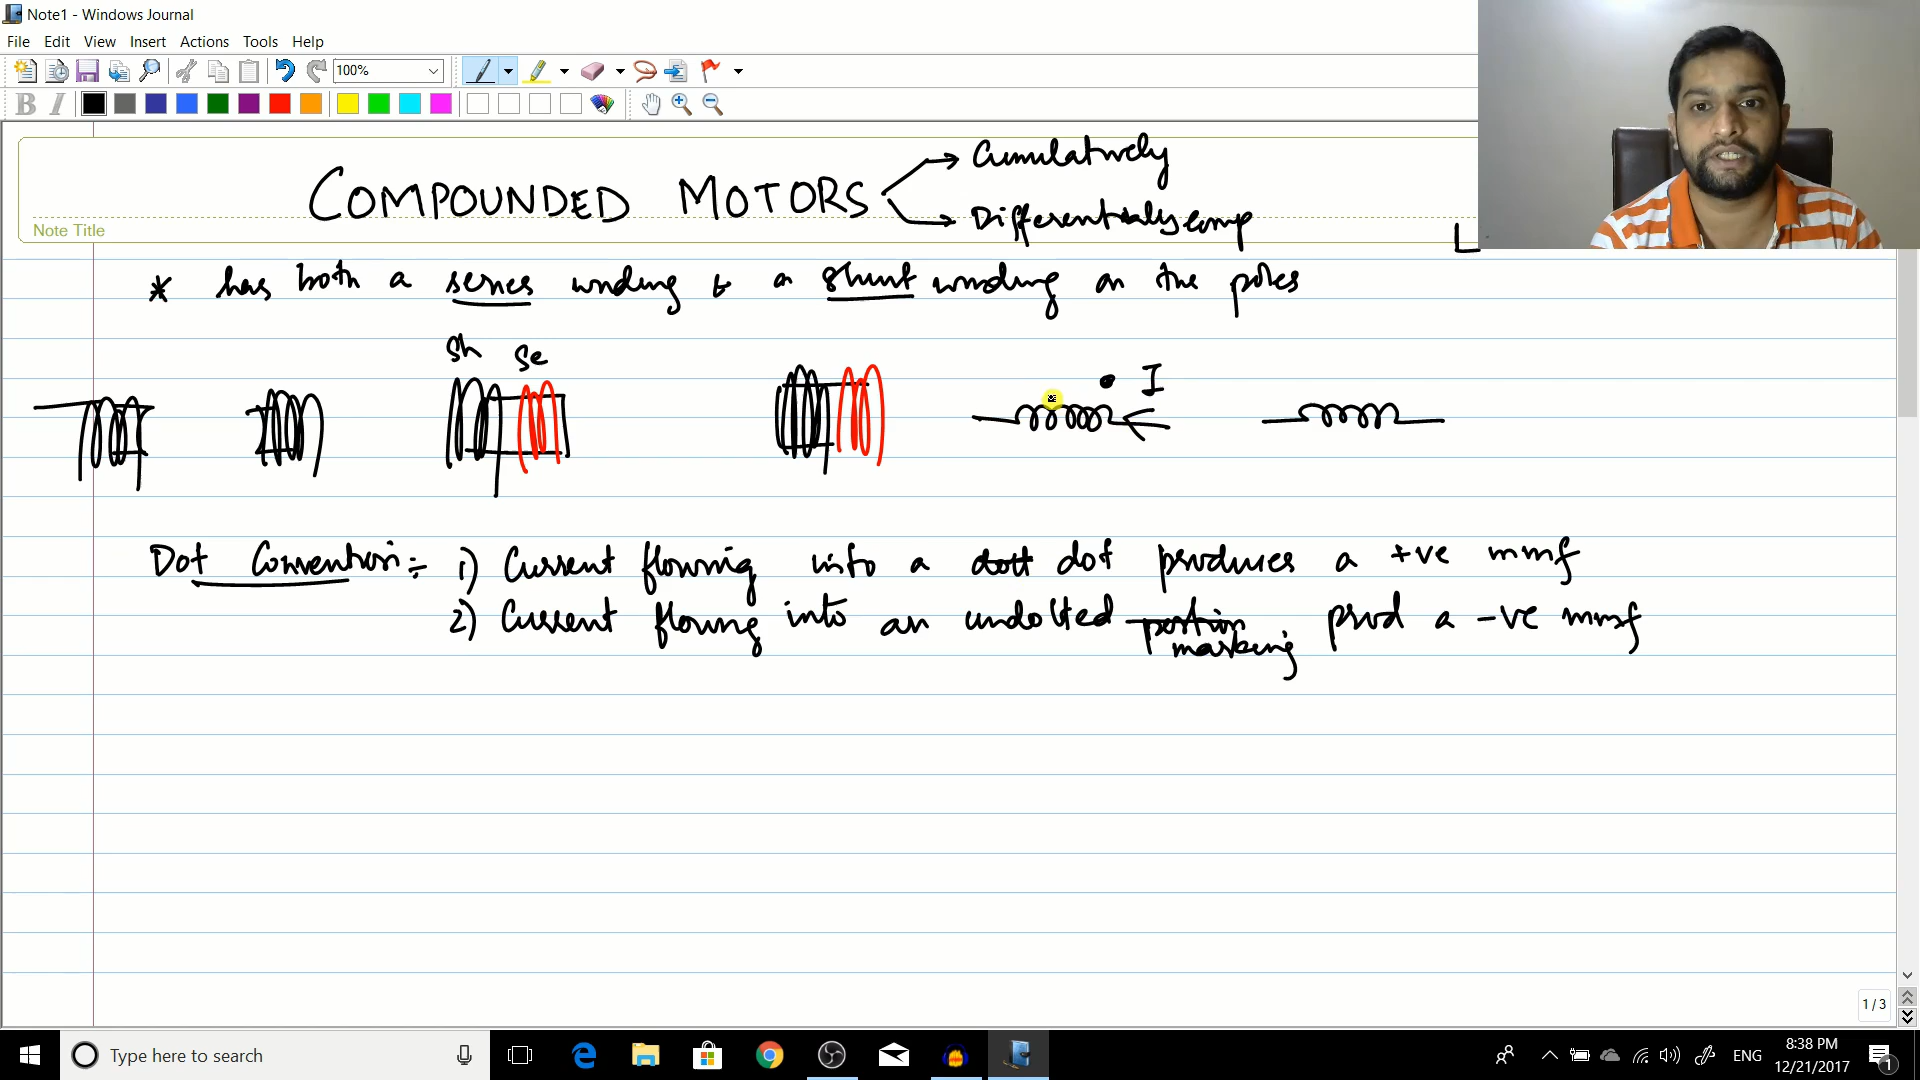 Note1 - Windows Journal
File Edit View Insert Actions Tools Help
100%
B I
COMPOUNDED MOTORS
Cumulatively
Differentialy comp
Note Title
* has both a series winding & a shunt winding on the poles
Sh Se
I
Dot Convention :- 1) Current flowing into a dott dot produces a +ve mmf
2) Current flowing into an undotted portion marking prod a -ve mmf
1 / 3
Type here to search
ENG
8:38 PM
12/21/2017
1